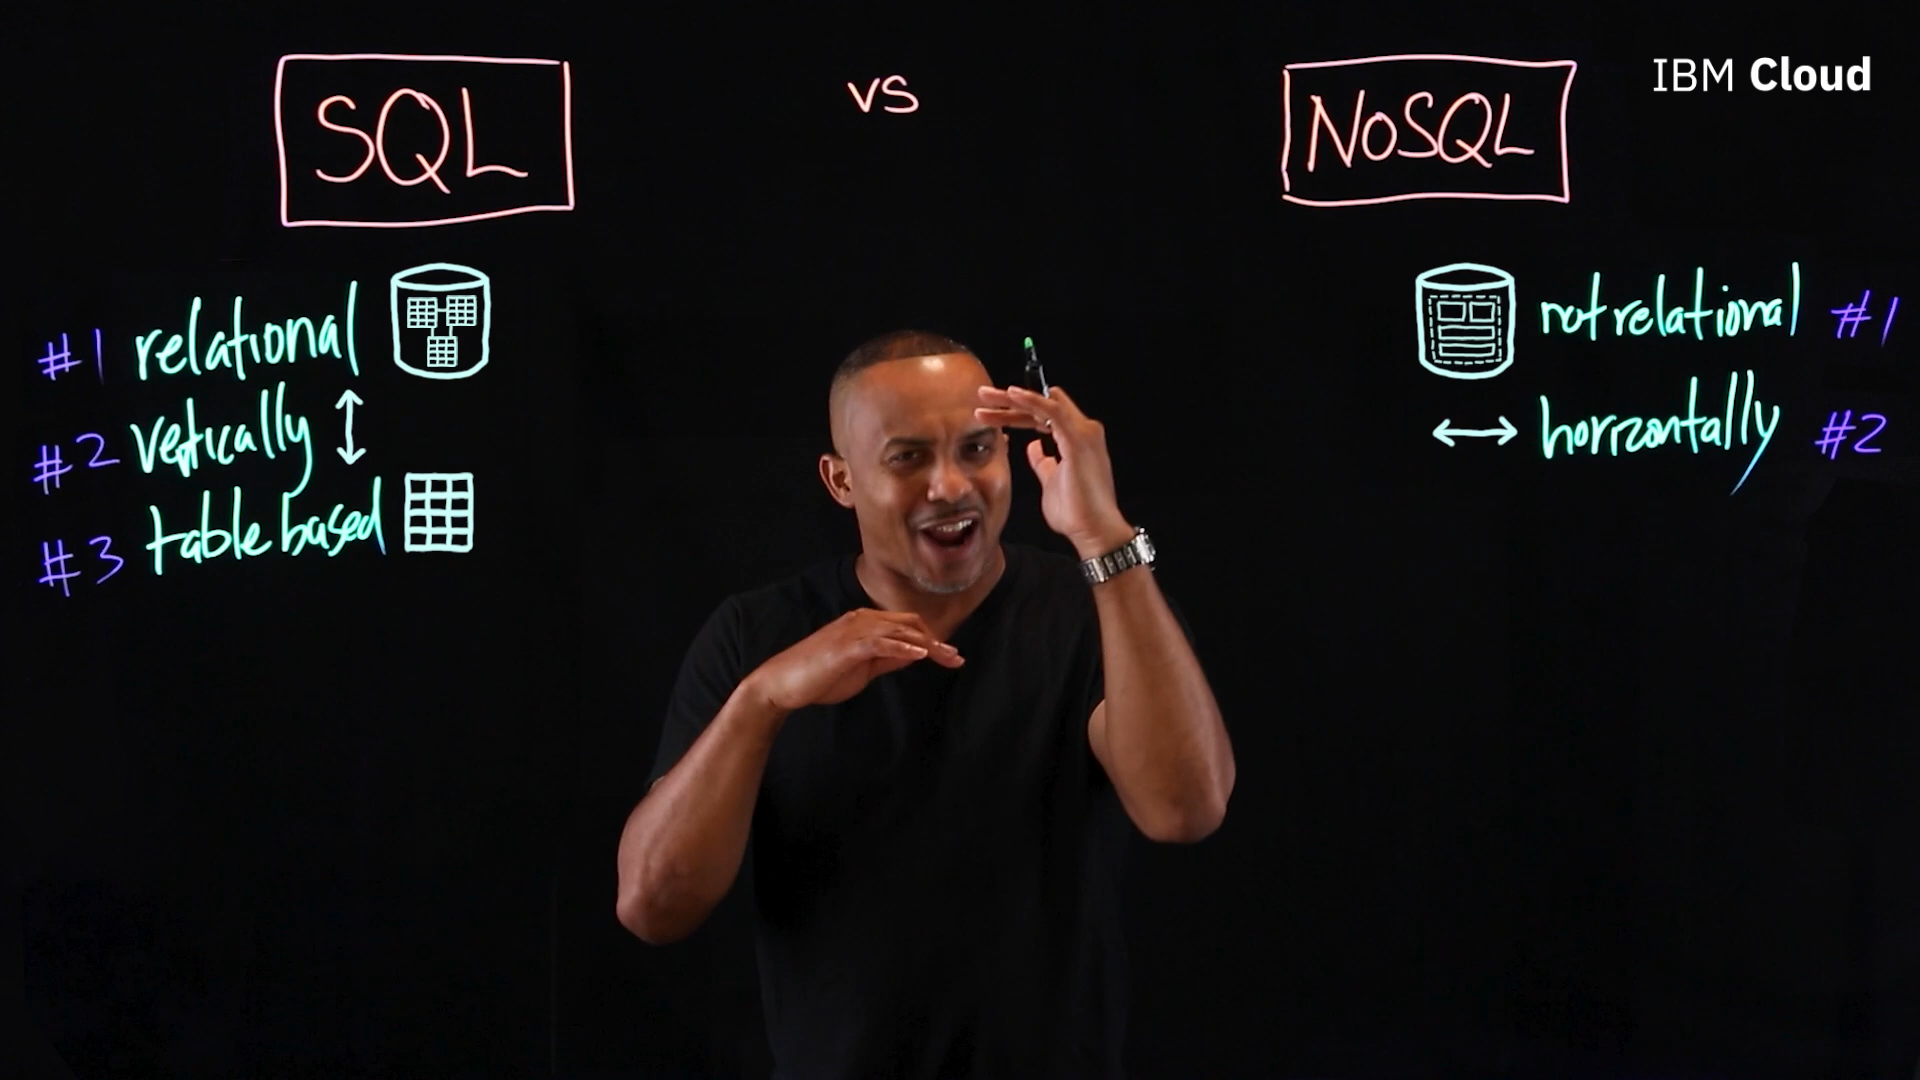 SQL
vs
NoSQL
IBM Cloud
#1 relational
#2 vertically
#3 table based
not relational #1
horizontally #2